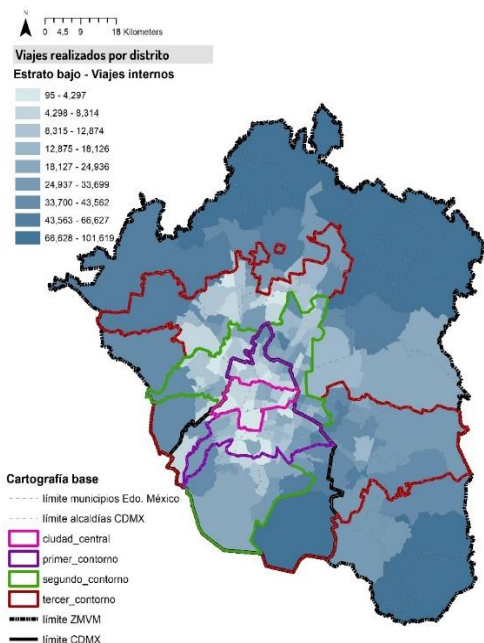 N
0 4.5 9 18 Kilometers
Viajes realizados por distrito
Estrato bajo - Viajes internos
95 - 4,297
4,298 - 8,314
8,315 - 12,874
12,875 - 18,126
18,127 - 24,936
24,937 - 33,699
33,700 - 43,562
43,563 - 66,627
66,628 - 101,619
Cartografía base
límite municipios Edo. México
límite alcaldías CDMX
ciudad_central
primer_contorno
segundo_contorno
tercer_contorno
límite ZMVM
límite CDMX